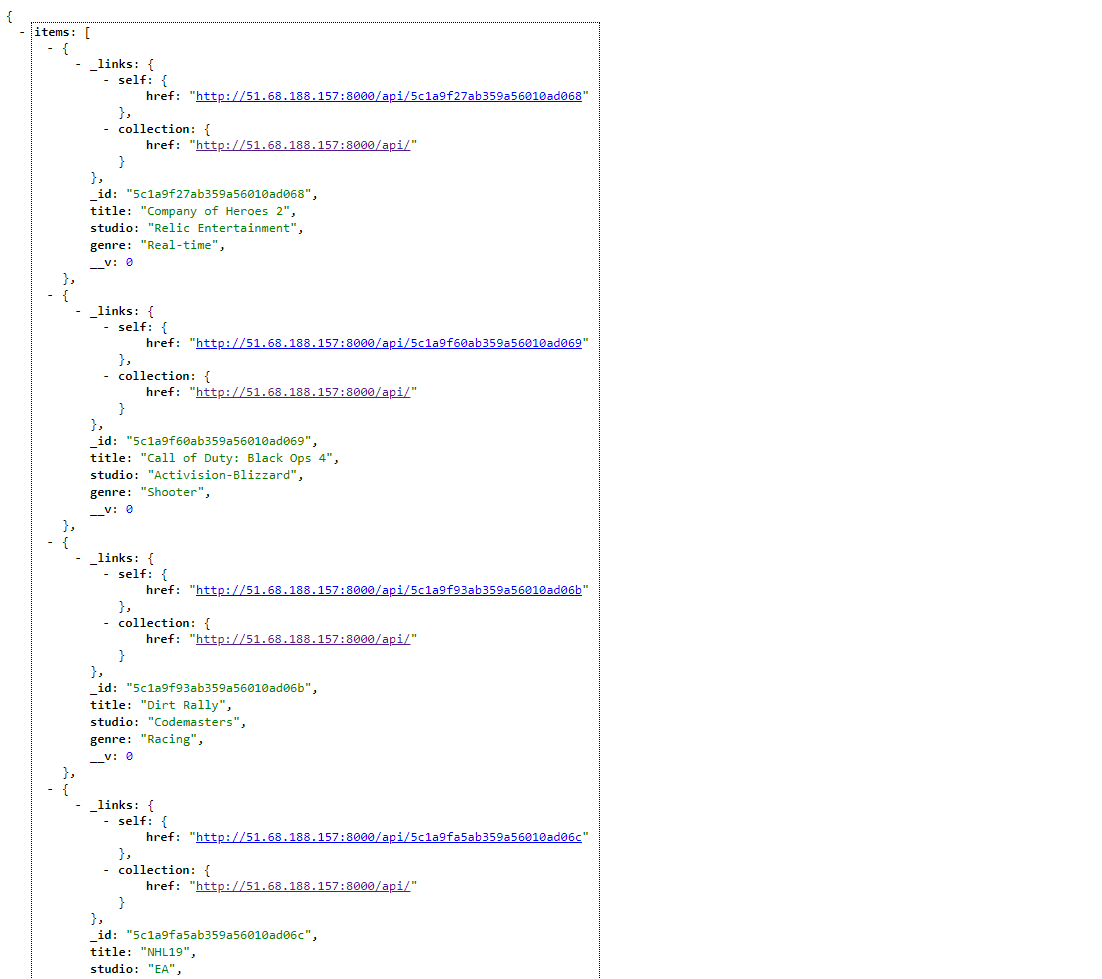 {
- items: [
- {
- _links: {
- self: {
href: "http://51.68.188.157:8000/api/5c1a9f27ab359a56010ad068"
},
- collection: {
href: "http://51.68.188.157:8000/api/"
}
},
_id: "5c1a9f27ab359a56010ad068",
title: "Company of Heroes 2",
studio: "Relic Entertainment",
genre: "Real-time",
__v: 0
},
- {
- _links: {
- self: {
href: "http://51.68.188.157:8000/api/5c1a9f60ab359a56010ad069"
},
- collection: {
href: "http://51.68.188.157:8000/api/"
}
},
_id: "5c1a9f60ab359a56010ad069",
title: "Call of Duty: Black Ops 4",
studio: "Activision-Blizzard",
genre: "Shooter",
__v: 0
},
- {
- _links: {
- self: {
href: "http://51.68.188.157:8000/api/5c1a9f93ab359a56010ad06b"
},
- collection: {
href: "http://51.68.188.157:8000/api/"
}
},
_id: "5c1a9f93ab359a56010ad06b",
title: "Dirt Rally",
studio: "Codemasters",
genre: "Racing",
__v: 0
},
- {
- _links: {
- self: {
href: "http://51.68.188.157:8000/api/5c1a9fa5ab359a56010ad06c"
},
- collection: {
href: "http://51.68.188.157:8000/api/"
}
},
_id: "5c1a9fa5ab359a56010ad06c",
title: "NHL19",
studio: "EA",